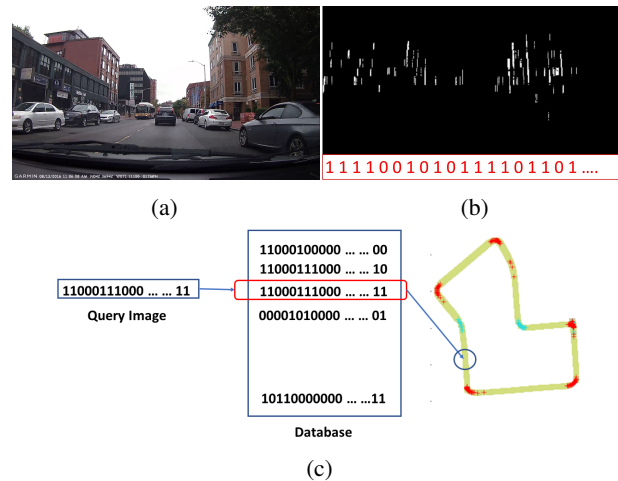 GARMIN
1 1 1 1 0 0 1 0 1 0 1 1 1 1 0 1 1 0 1 ....
(a)
(b)
11000100000 ... ... 00
11000111000 ... ... 10
11000111000 ... ... 11
11000111000 ... ... 11
Query Image
00001010000 ... ... 01
10110000000 ... ...11
Database
(c)